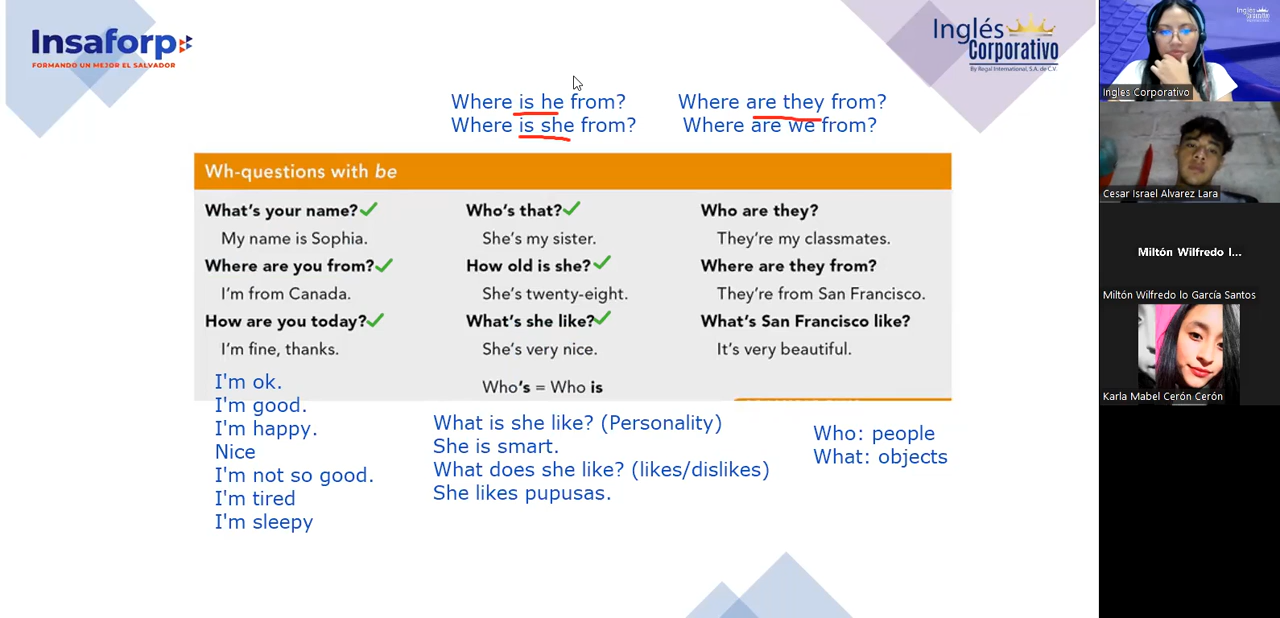 Insaforp
FORMANDO UN MEJOR EL SALVADOR
Inglés
Corporativo
By Regal International, S.A. de C.V.
Where is he from?
Where is she from?
Where are they from?
Where are we from?
Wh-questions with be
What's your name?
My name is Sophia.
Where are you from?
I'm from Canada.
How are you today?
I'm fine, thanks.
Who's that?
She's my sister.
How old is she?
She's twenty-eight.
What's she like?
She's very nice.
Who's = Who is
Who are they?
They're my classmates.
Where are they from?
They're from San Francisco.
What's San Francisco like?
It's very beautiful.
I'm ok.
I'm good.
I'm happy.
Nice
I'm not so good.
I'm tired
I'm sleepy
What is she like? (Personality)
She is smart.
What does she like? (likes/dislikes)
She likes pupusas.
Who: people
What: objects
Inglés
Ingles Corporativo
Cesar Israel Alvarez Lara
Miltón Wilfredo l...
Miltón Wilfredo lo García Santos
Karla Mabel Cerón Cerón